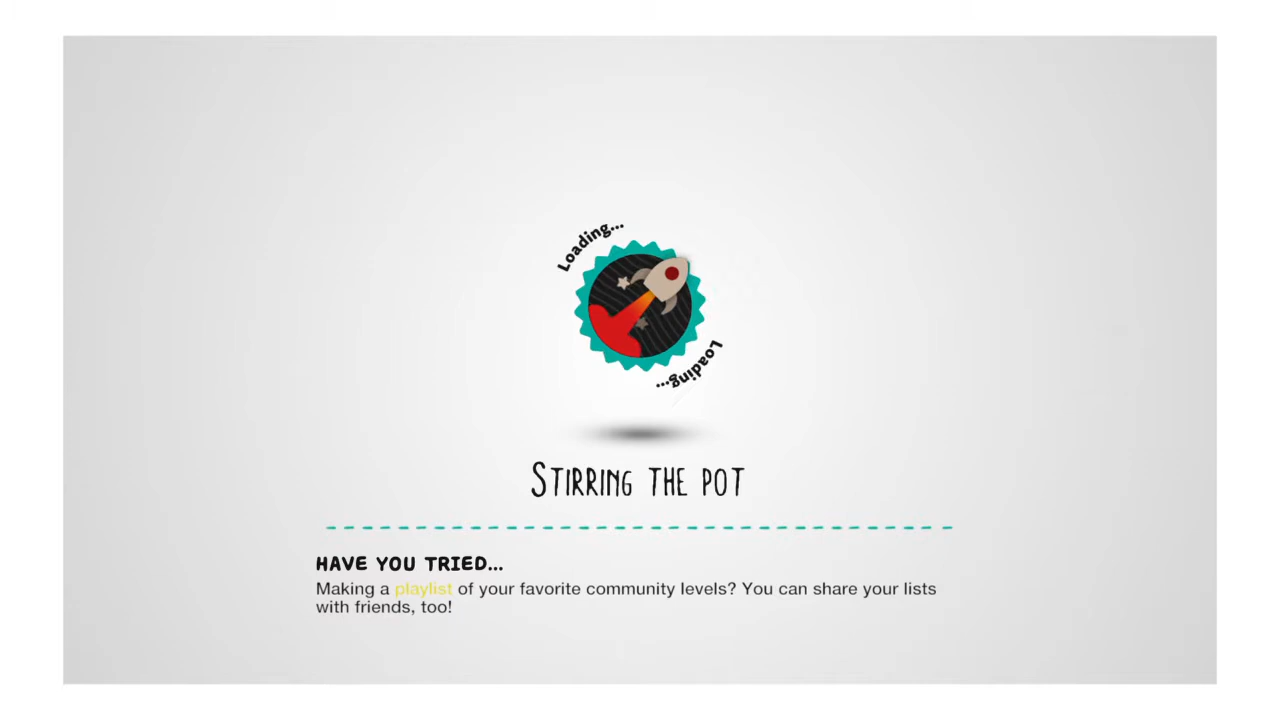 Loading...
Loading...
Stirring the pot
Have you tried...
Making a playlist of your favorite community levels? You can share your lists
with friends, too!